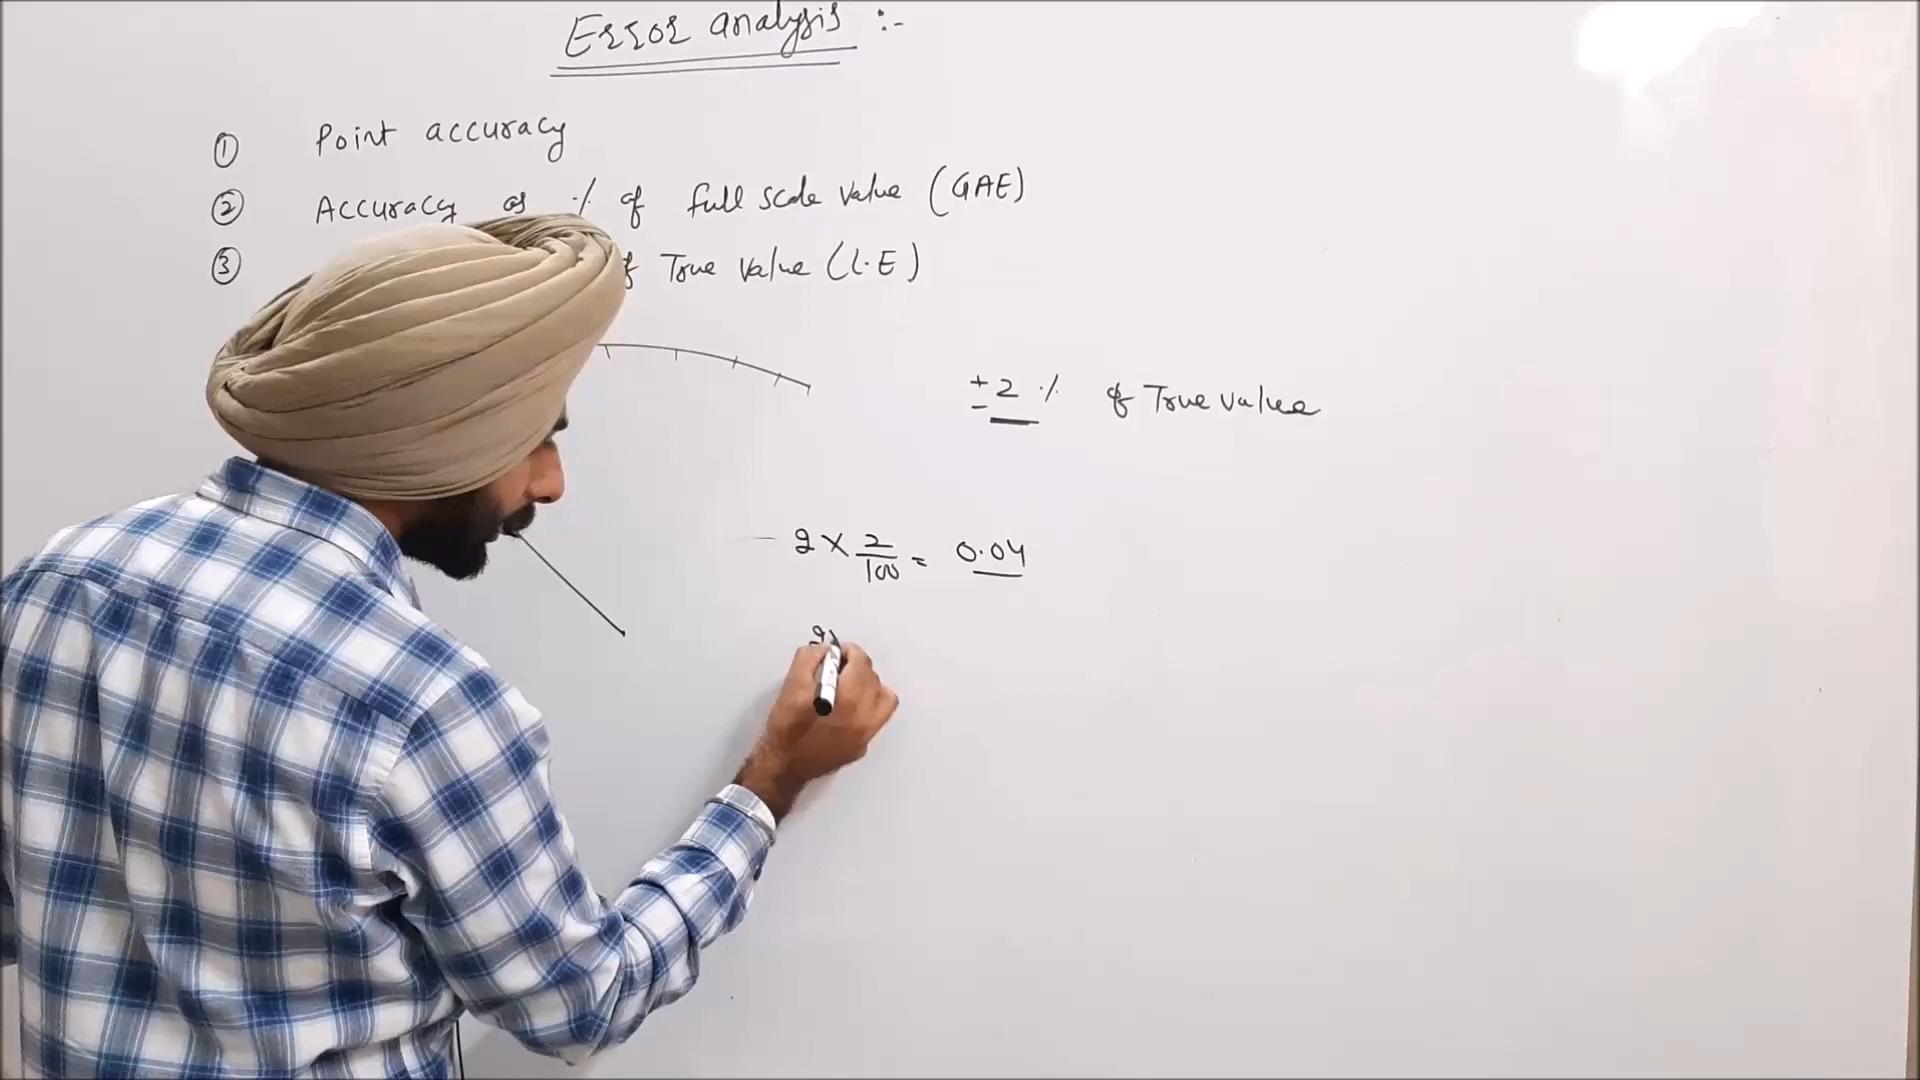 Error analysis :-
① Point accuracy
② Accuracy as % of full scale value (GAE)
③ of True value (L.E)
± 2 % of True value
2 × 2/100 = 0.04
2